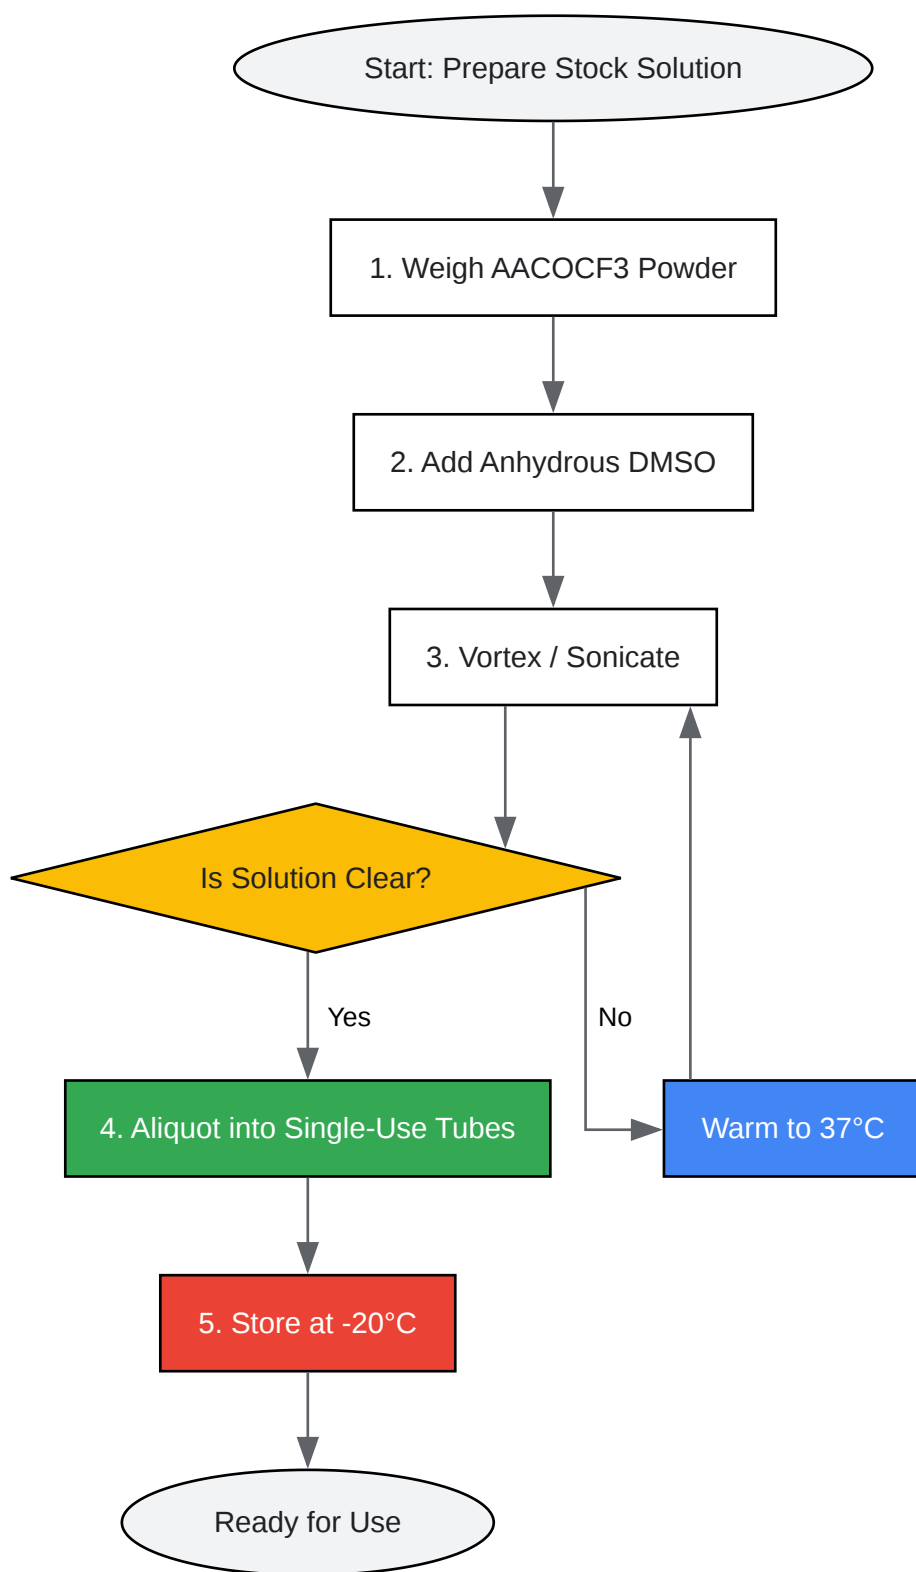 Start: Prepare Stock Solution
1. Weigh AACOCF3 Powder
2. Add Anhydrous DMSO
3. Vortex / Sonicate
Is Solution Clear?
Yes
No
4. Aliquot into Single-Use Tubes
Warm to 37°C
5. Store at -20°C
Ready for Use